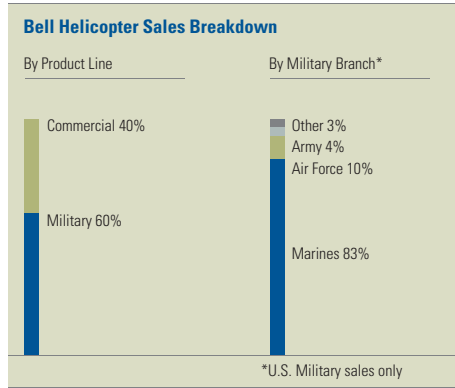 Bell Helicopter Sales Breakdown
By Product Line
Commercial 40%
Military 60%
By Military Branch*
Other 3%
Army 4%
Air Force 10%
Marines 83%
*U.S. Military sales only